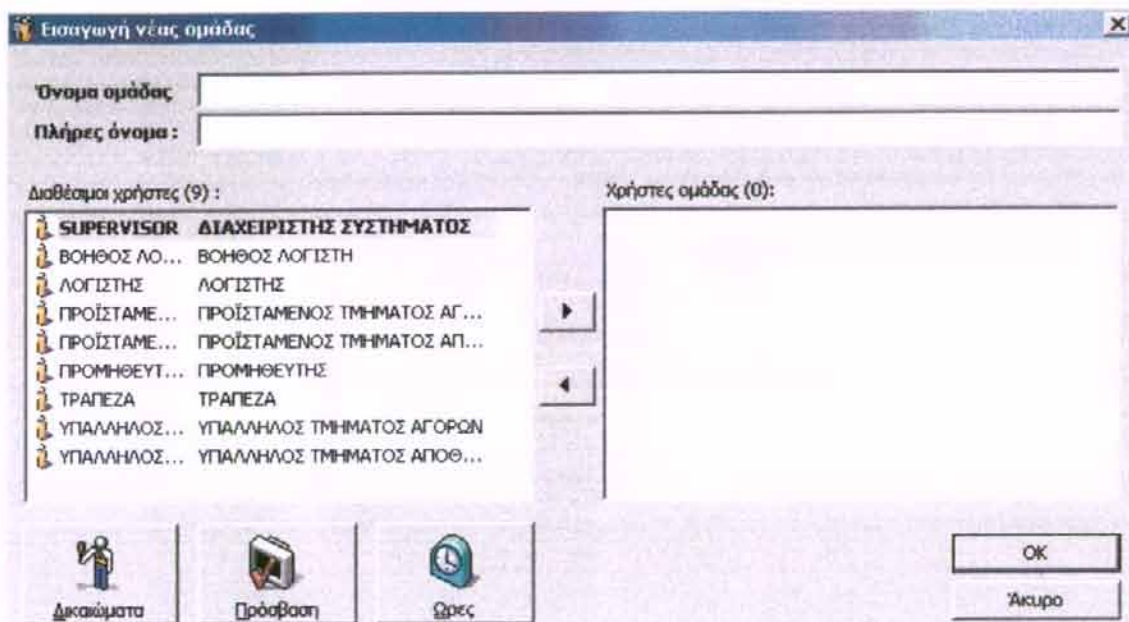 Εισαγωγή νέας ομάδας
Όνομα ομάδας
Πλήρες όνομα :
Διαθέσιμοι χρήστες (9) :
SUPERVISOR ΔΙΑΧΕΙΡΙΣΤΗΣ ΣΥΣΤΗΜΑΤΟΣ
ΒΟΗΘΟΣ ΛΟ... ΒΟΗΘΟΣ ΛΟΓΙΣΤΗ
ΛΟΓΙΣΤΗΣ ΛΟΓΙΣΤΗΣ
ΠΡΟΪΣΤΑΜΕ... ΠΡΟΪΣΤΑΜΕΝΟΣ ΤΜΗΜΑΤΟΣ ΑΓ...
ΠΡΟΪΣΤΑΜΕ... ΠΡΟΪΣΤΑΜΕΝΟΣ ΤΜΗΜΑΤΟΣ ΑΠ...
ΠΡΟΜΗΘΕΥΤ... ΠΡΟΜΗΘΕΥΤΗΣ
ΤΡΑΠΕΖΑ ΤΡΑΠΕΖΑ
ΥΠΑΛΛΗΛΟΣ... ΥΠΑΛΛΗΛΟΣ ΤΜΗΜΑΤΟΣ ΑΓΟΡΩΝ
ΥΠΑΛΛΗΛΟΣ... ΥΠΑΛΛΗΛΟΣ ΤΜΗΜΑΤΟΣ ΑΠΟΘ...
Χρήστες ομάδας (0):
Δικαιώματα
Πρόσβαση
Ώρες
OK
Άκυρο